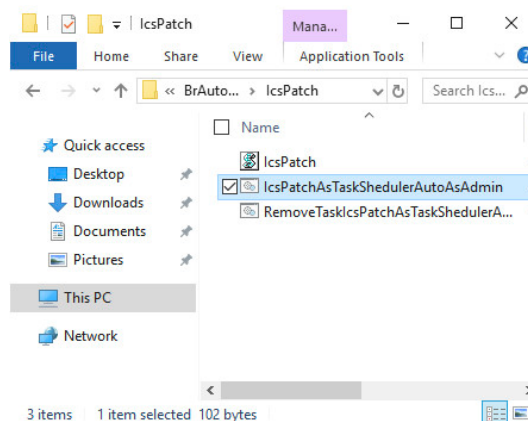 IcsPatch
Mana...
File
Home
Share
View
Application Tools
?
« BrAuto... > IcsPatch
Search Ics...
Name
Quick access
Desktop
Downloads
Documents
Pictures
This PC
Network
IcsPatch
IcsPatchAsTaskShedulerAutoAsAdmin
RemoveTaskIcsPatchAsTaskShedulerA...
3 items
1 item selected 102 bytes